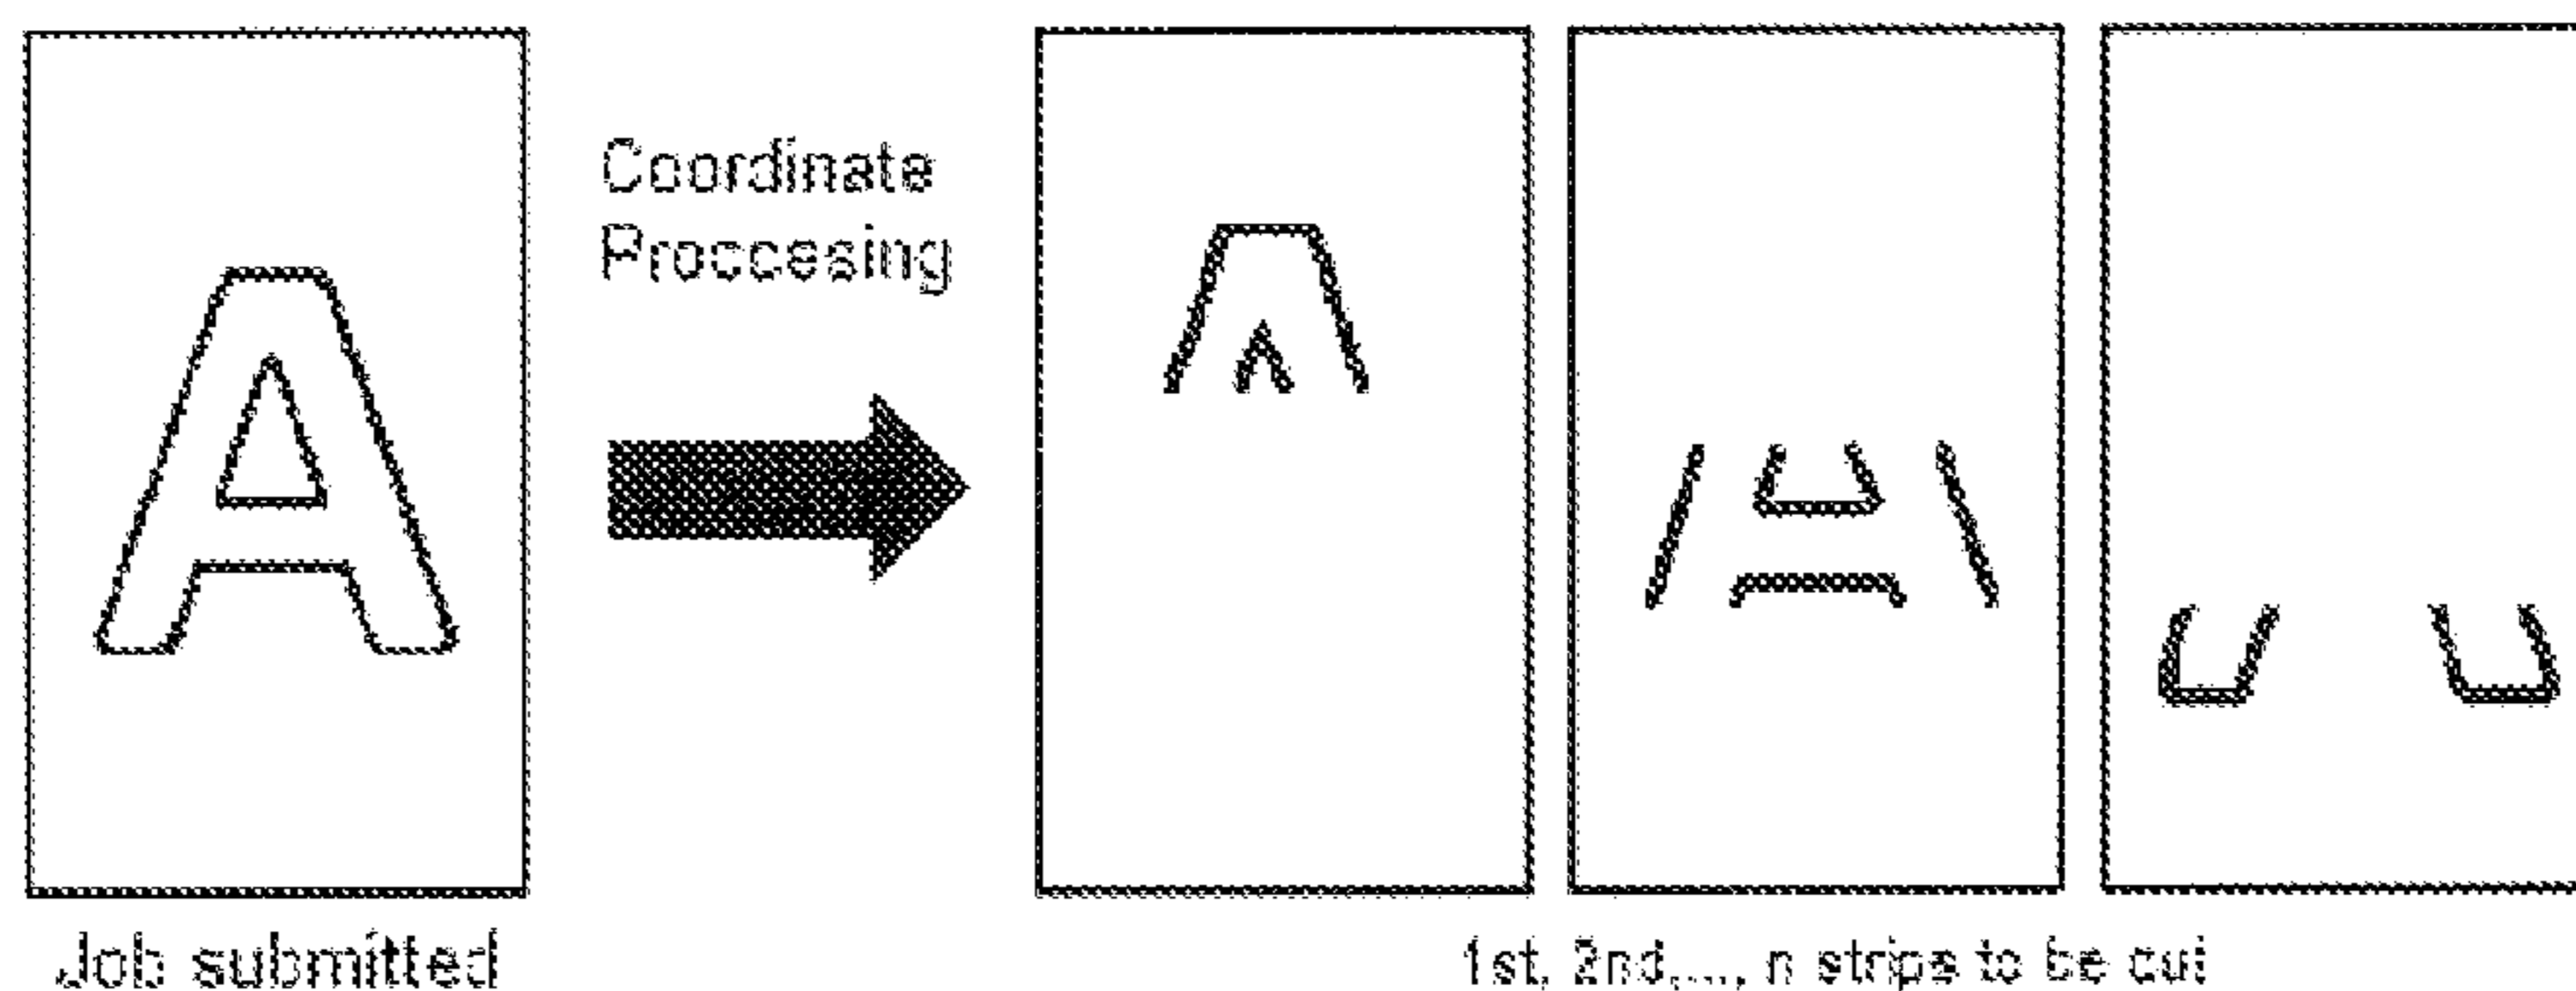 A
Coordinate
Proccesing
Job submitted
1st, 2nd,..., n strips to be cut